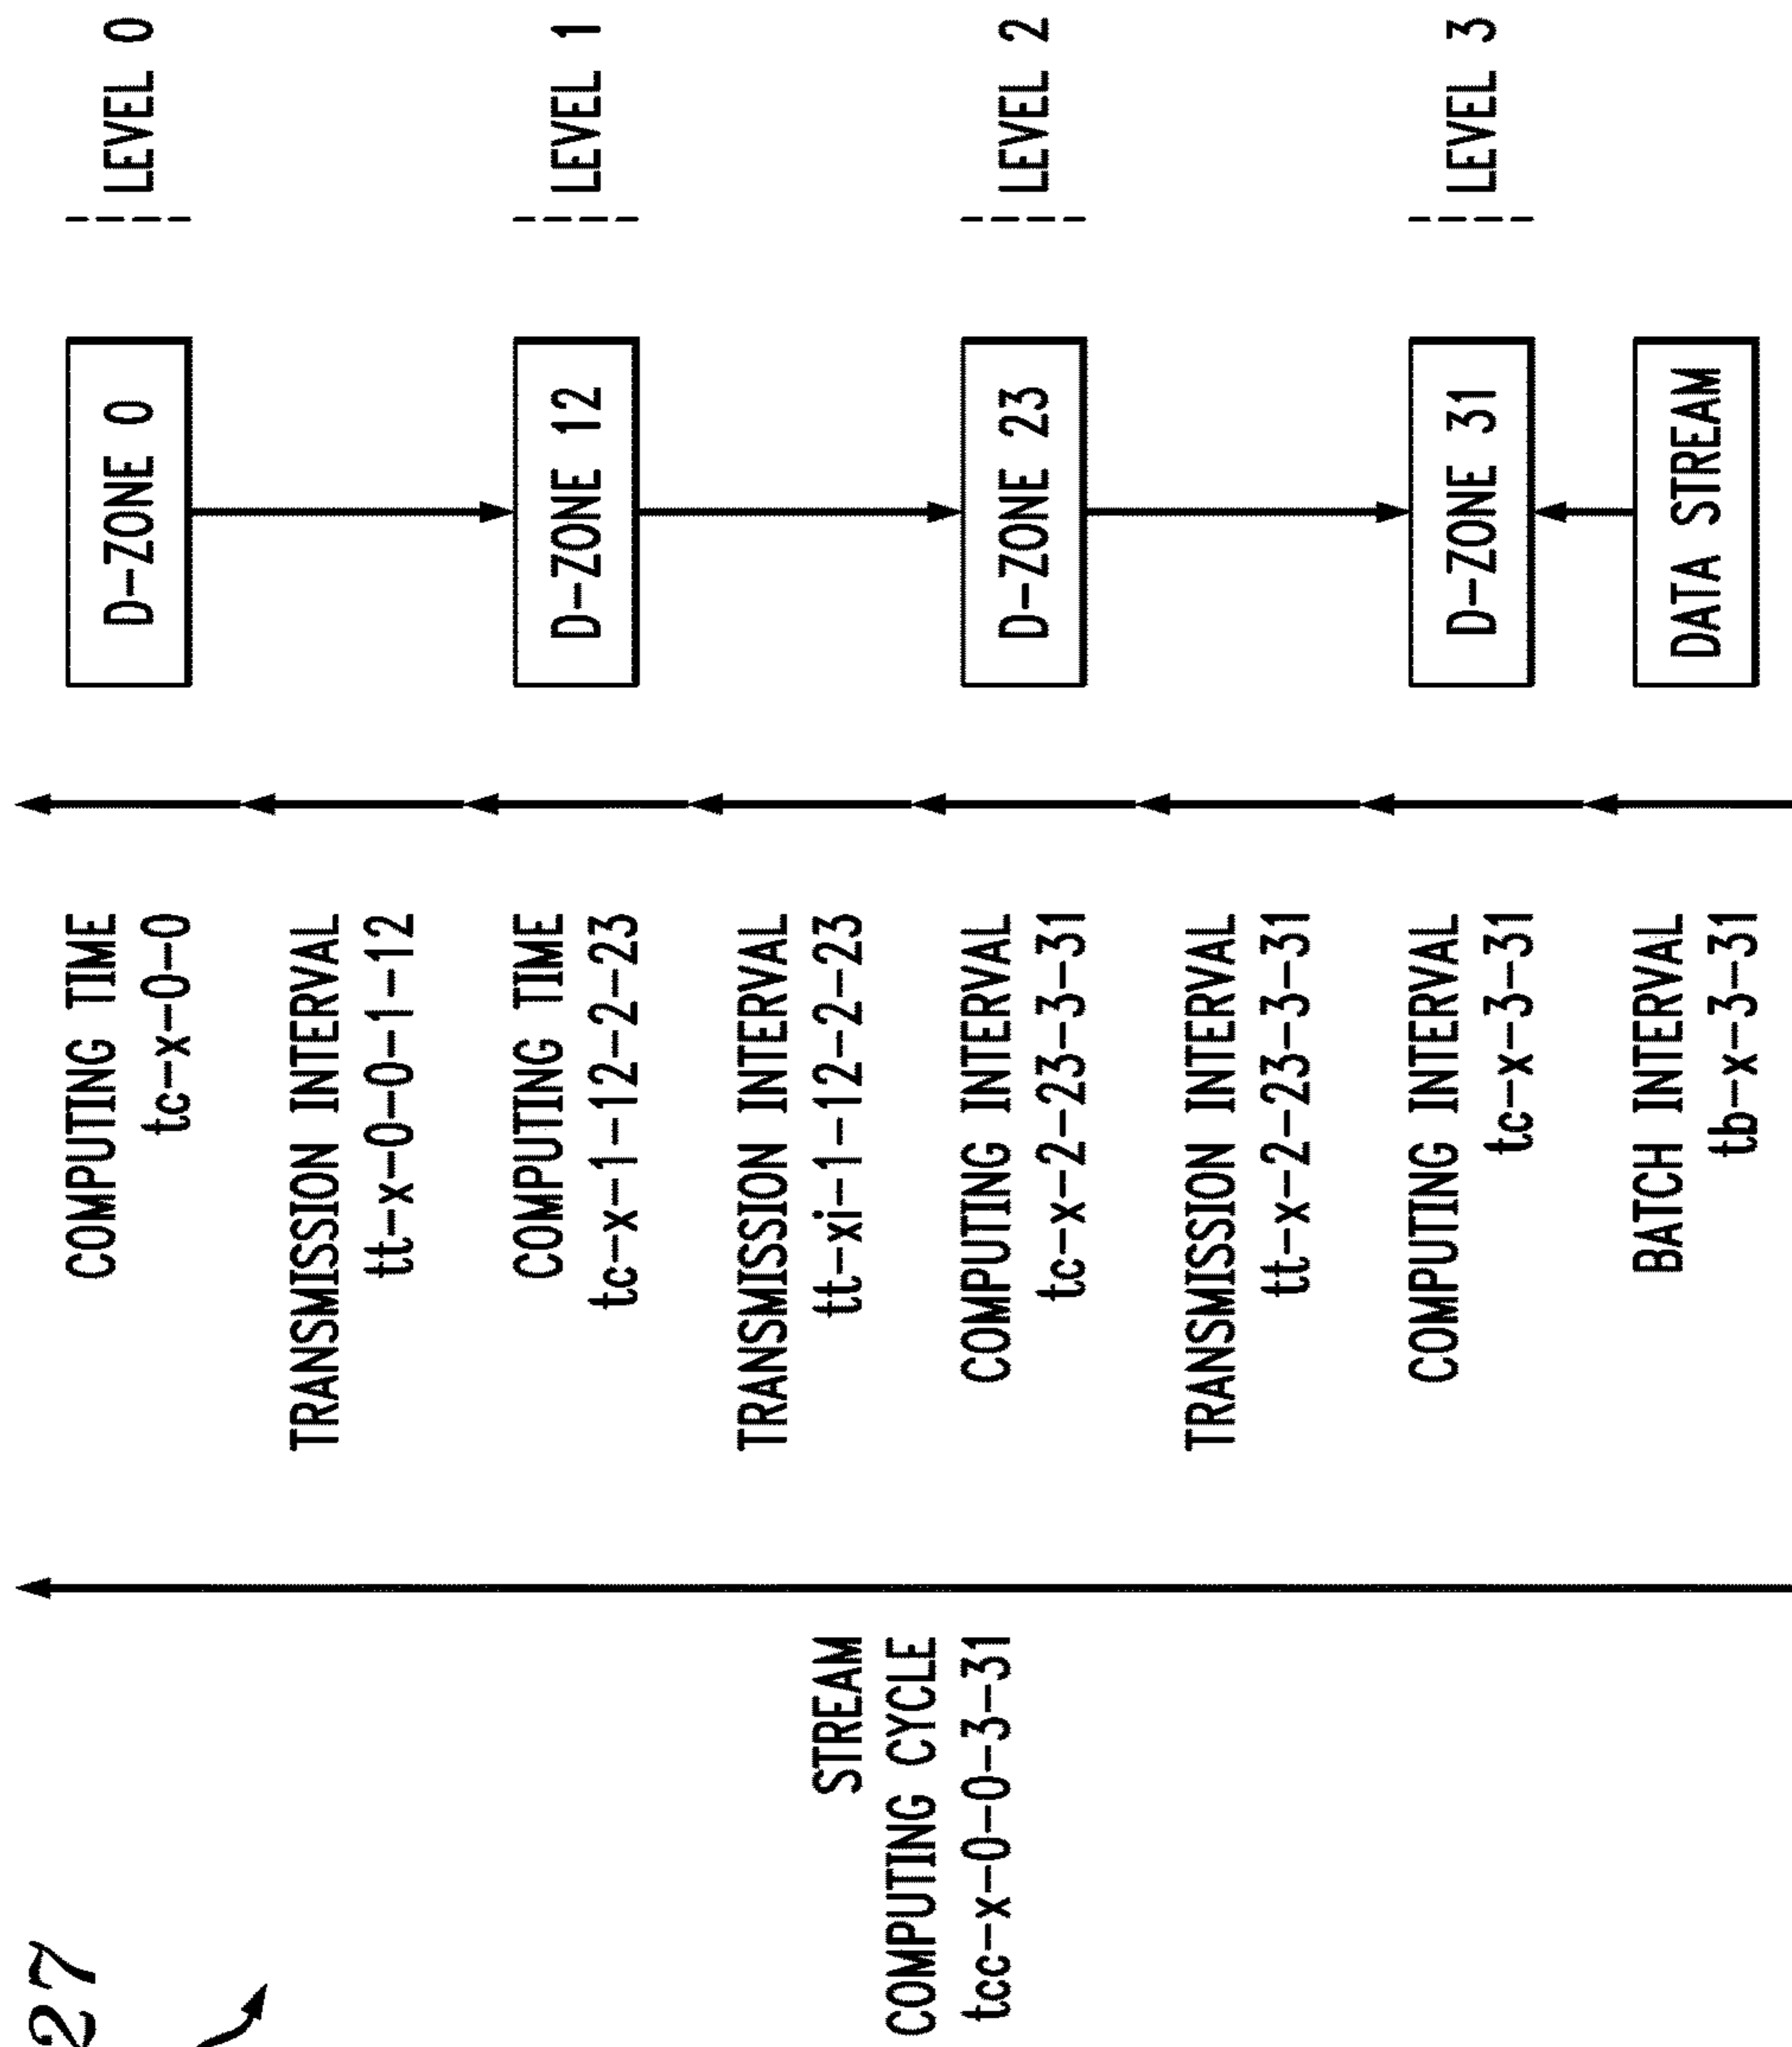 27
COMPUTING TIME
tc-x-0-0
D-ZONE 0
LEVEL 0
TRANSMISSION INTERVAL
tt-x-0-0-1-12
COMPUTING TIME
tc-x-1-12-2-23
D-ZONE 12
LEVEL 1
TRANSMISSION INTERVAL
tt-xi-1-12-2-23
STREAM
COMPUTING CYCLE
tcc-x-0-0-3-31
COMPUTING INTERVAL
tc-x-2-23-3-31
D-ZONE 23
LEVEL 2
TRANSMISSION INTERVAL
tt-x-2-23-3-31
COMPUTING INTERVAL
tc-x-3-31
D-ZONE 31
LEVEL 3
BATCH INTERVAL
tb-x-3-31
DATA STREAM